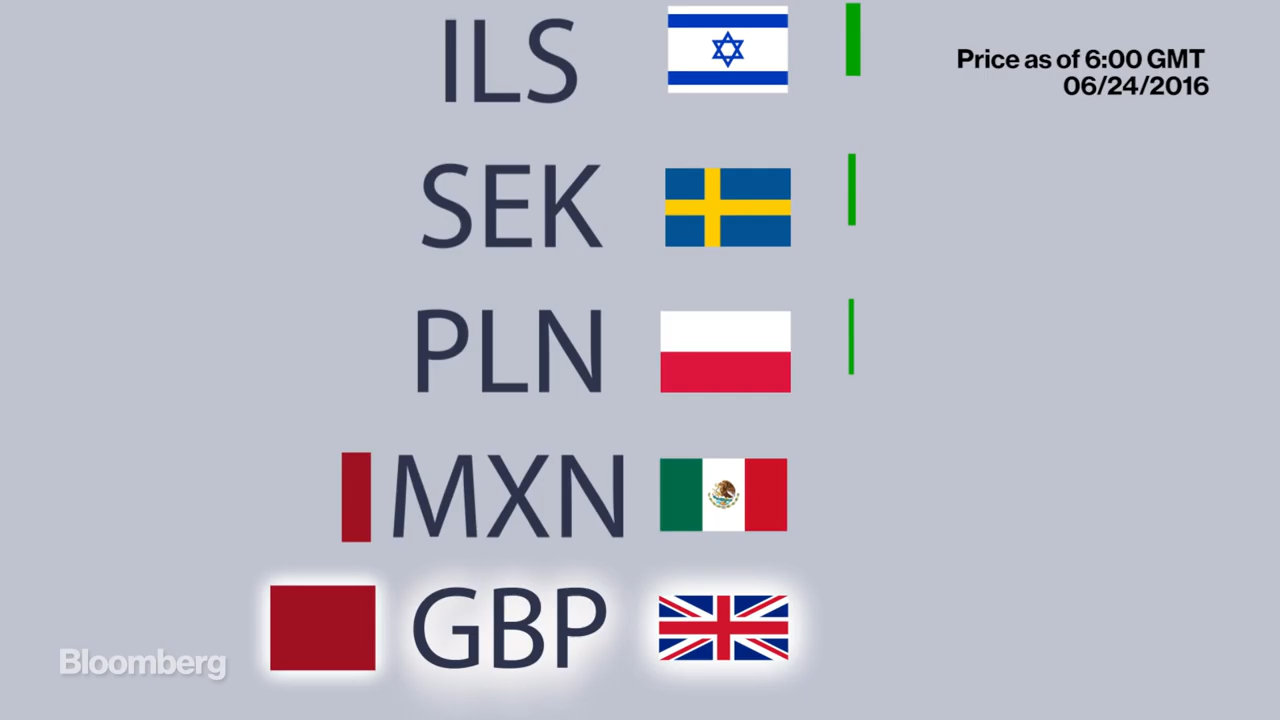 ILS
Price as of 6:00 GMT
06/24/2016
SEK
PLN
MXN
GBP
Bloomberg